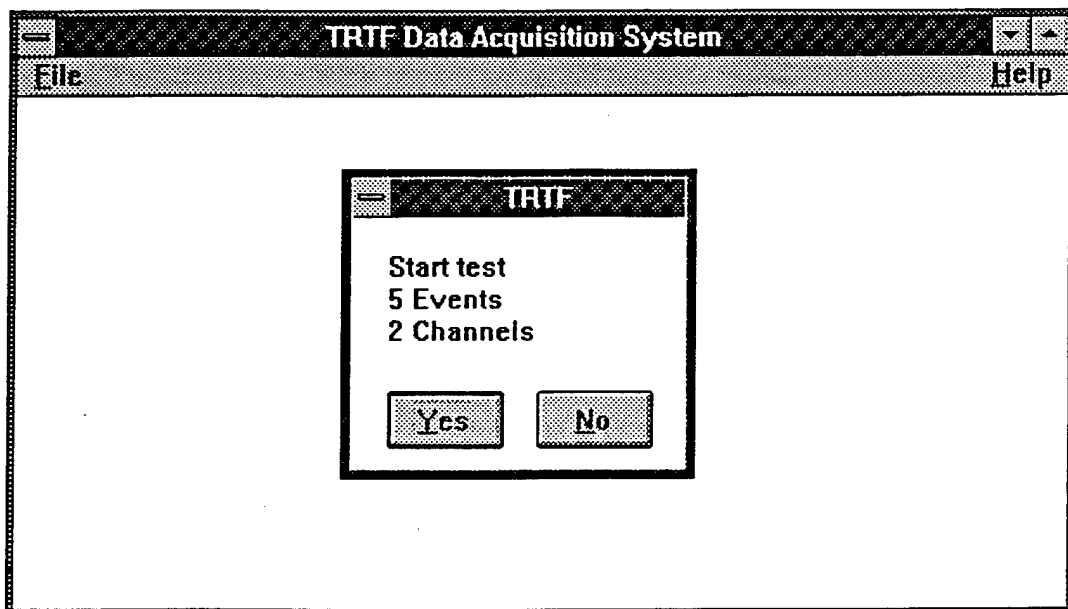 TRTF Data Acquisition System
File Help
TRTF
Start test
5 Events
2 Channels
Yes No